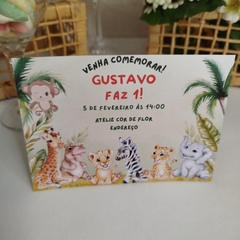 VENHA COMEMORAR!
GUSTAVO
FAZ 1!
5 DE FEVEREIRO ÀS 14:00
ATELIE COR DE FLOR
ENDEREÇO